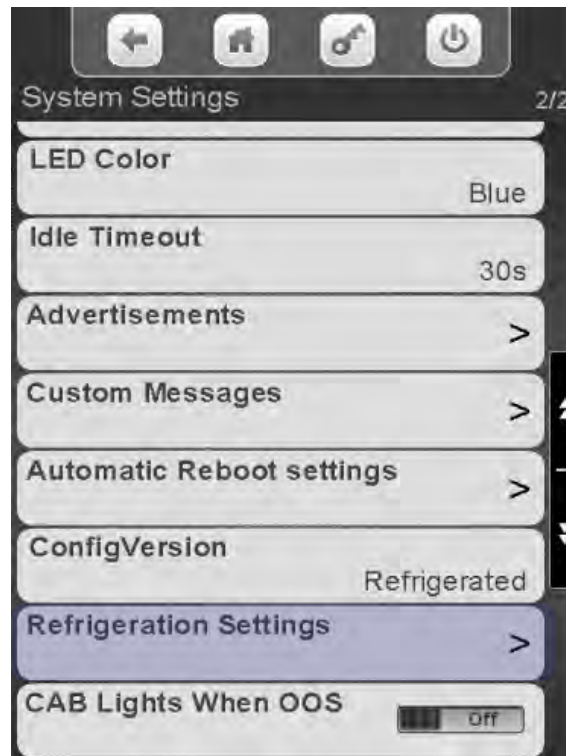 System Settings 2/2
LED Color
Blue
Idle Timeout
30s
Advertisements
>
Custom Messages
>
Automatic Reboot settings
>
ConfigVersion
Refrigerated
Refrigeration Settings
>
CAB Lights When OOS
Off